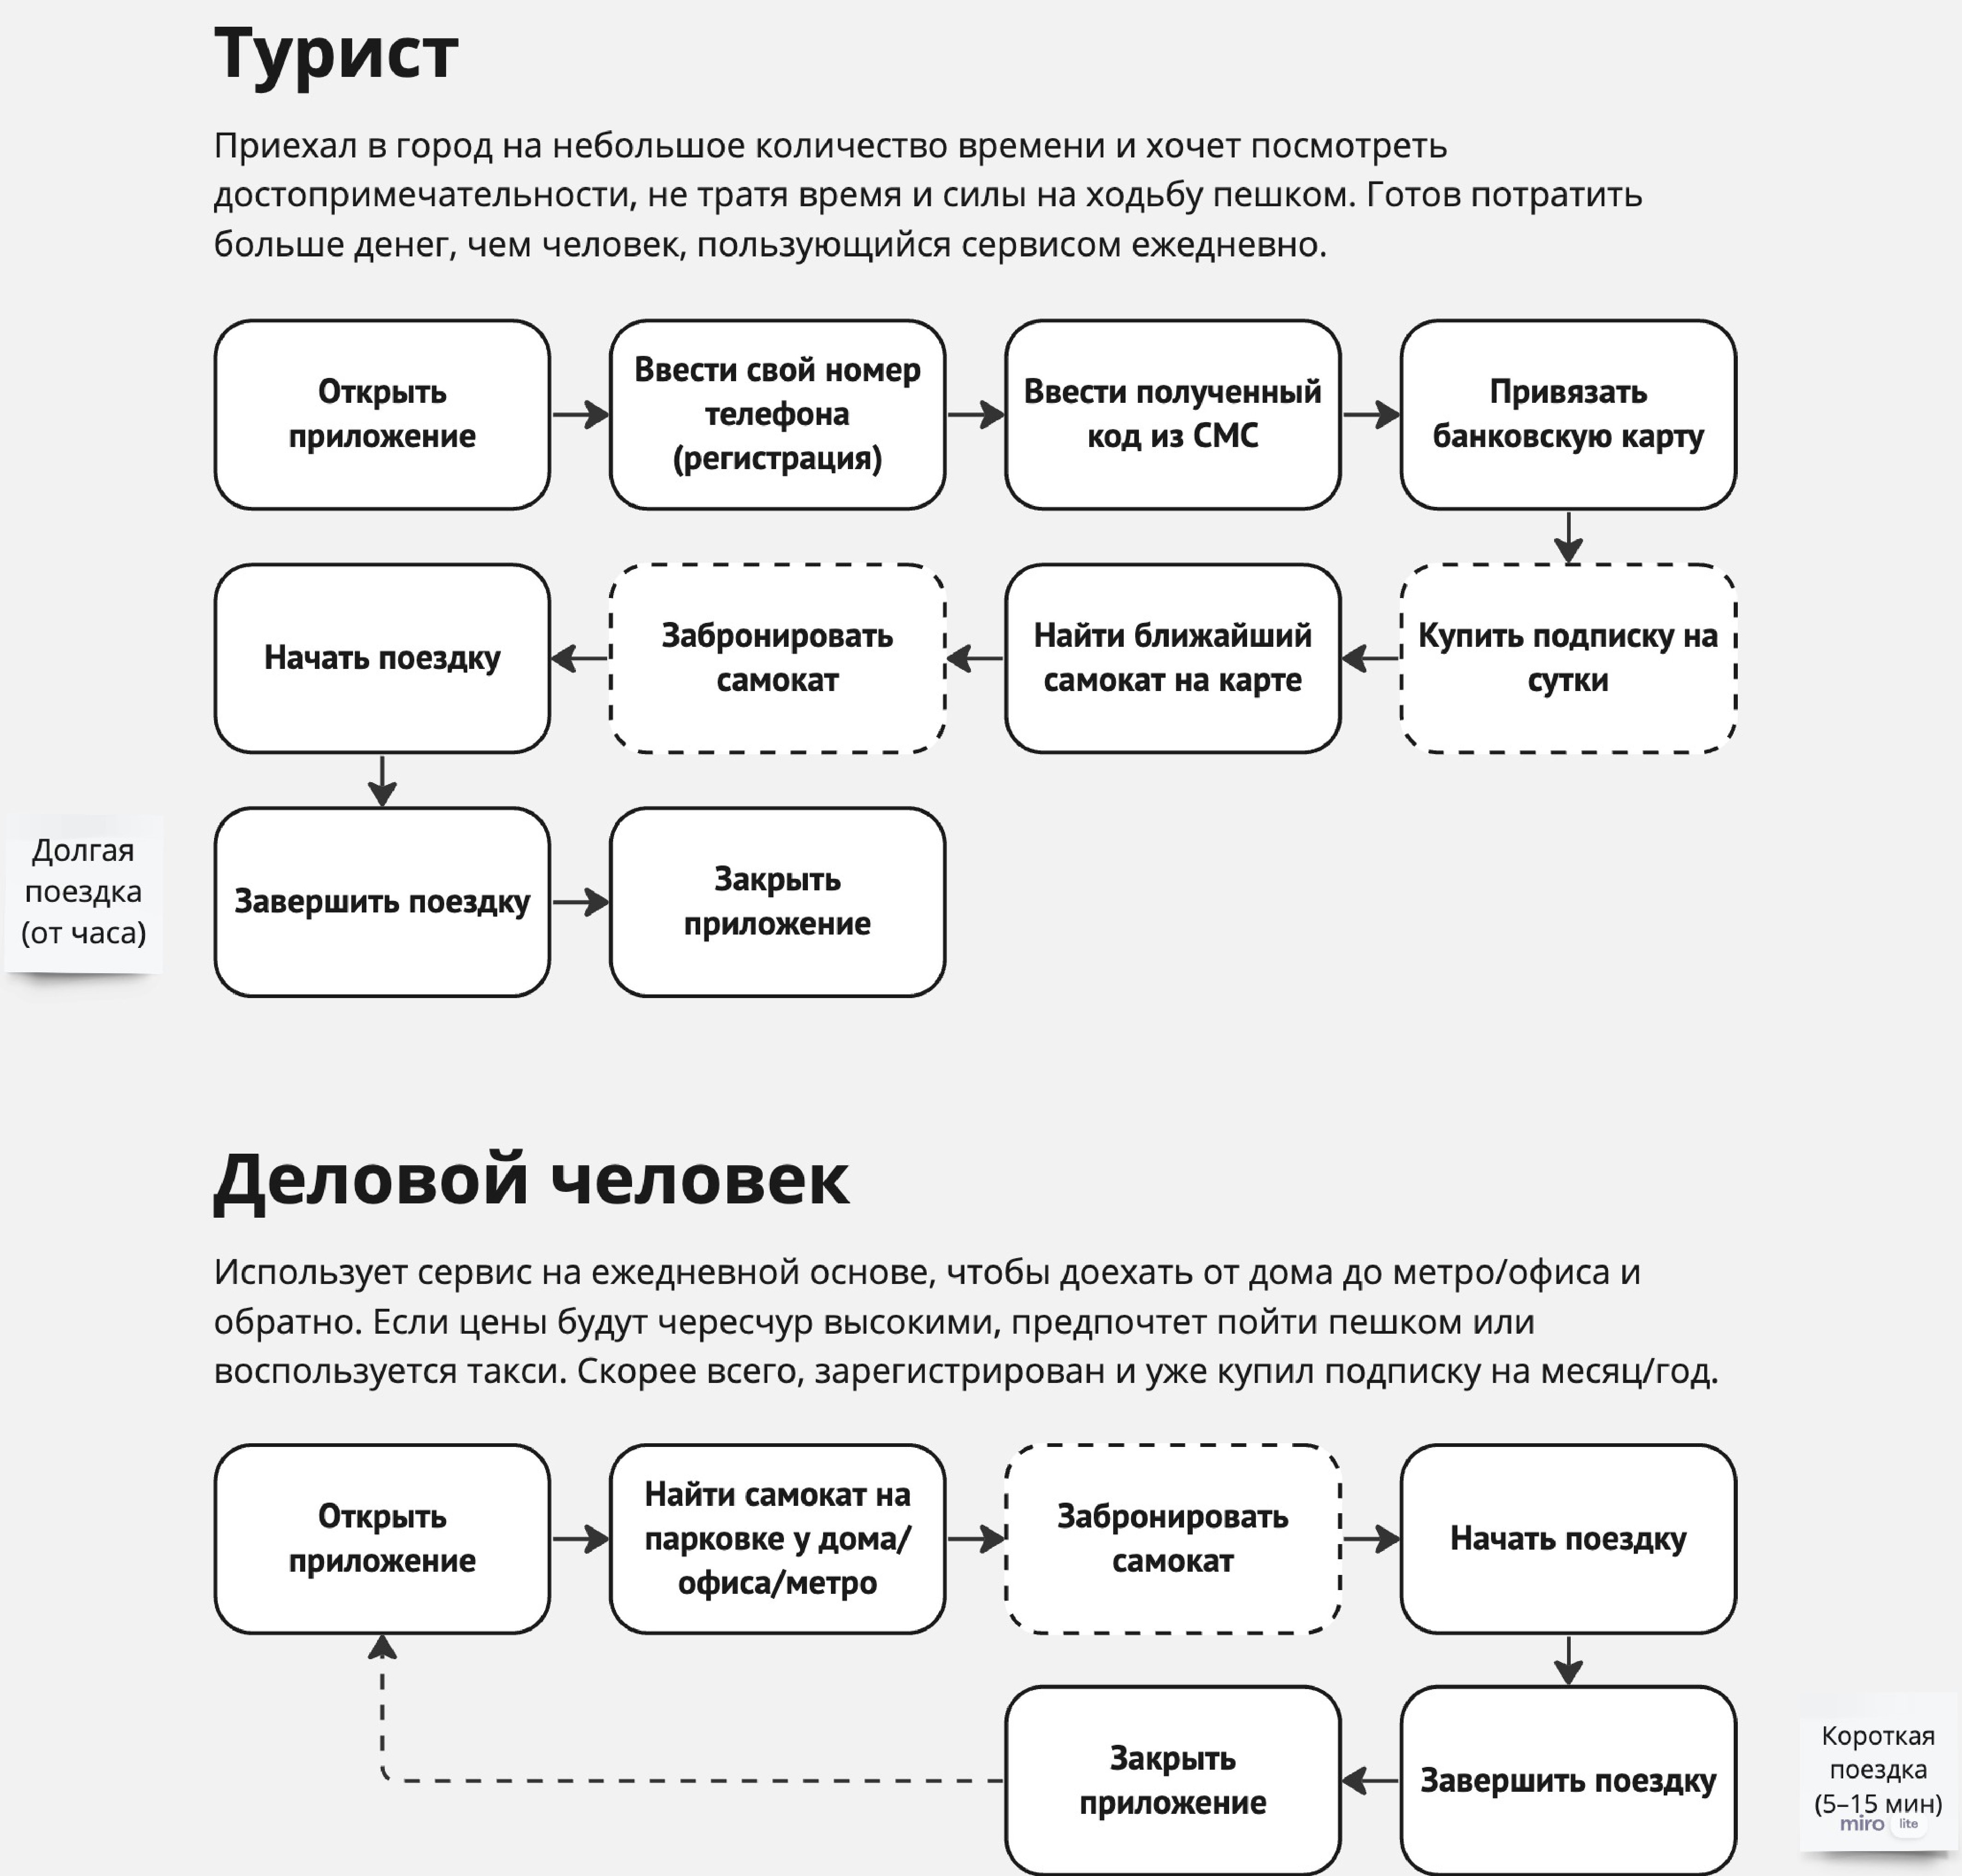 Турист
Приехал в город на небольшое количество времени и хочет посмотреть
достопримечательности, не тратя время и силы на ходьбу пешком. Готов потратить
больше денег, чем человек, пользующийся сервисом ежедневно.
Открыть
приложение
Ввести свой номер
телефона
(регистрация)
Ввести полученный
код из СМС
Привязать
банковскую карту
Купить подписку на
сутки
Найти ближайший
самокат на карте
Забронировать
самокат
Начать поездку
Долгая
поездка
(от часа)
Завершить поездку
Закрыть
приложение
Деловой человек
Использует сервис на ежедневной основе, чтобы доехать от дома до метро/офиса и
обратно. Если цены будут чересчур высокими, предпочтет пойти пешком или
воспользуется такси. Скорее всего, зарегистрирован и уже купил подписку на месяц/год.
Открыть
приложение
Найти самокат на
парковке у дома/
офиса/метро
Забронировать
самокат
Начать поездку
Завершить поездку
Закрыть
приложение
Короткая
поездка
(5–15 мин)
miro lite